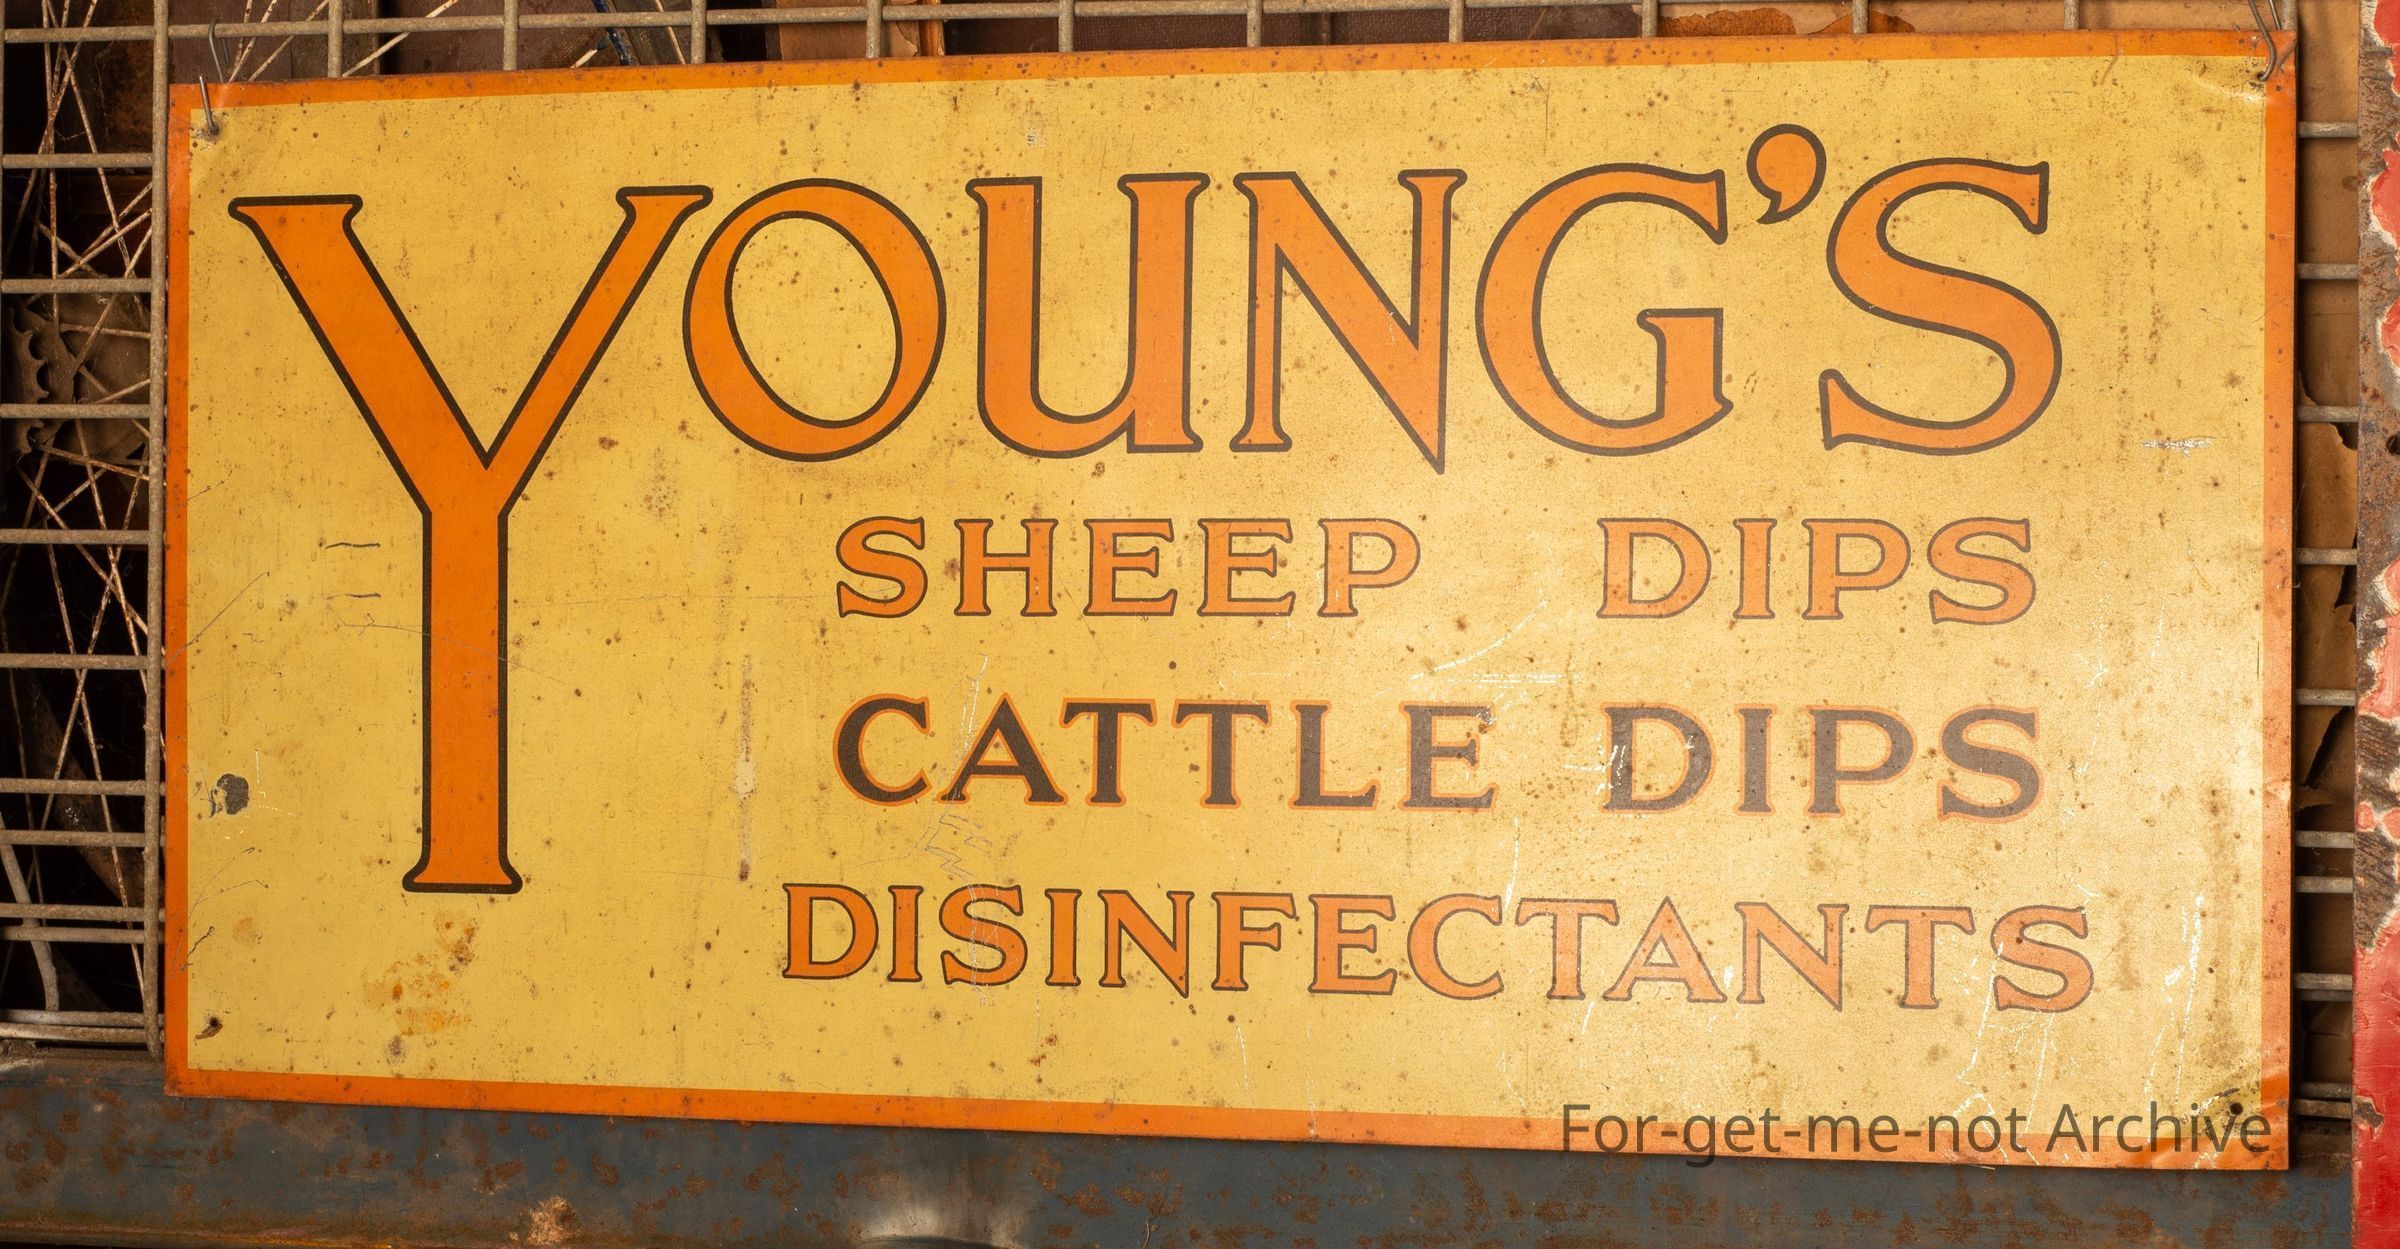 YOUNG'S
SHEEP DIPS
CATTLE DIPS
DISINFECTANTS
For-get-me-not Archive